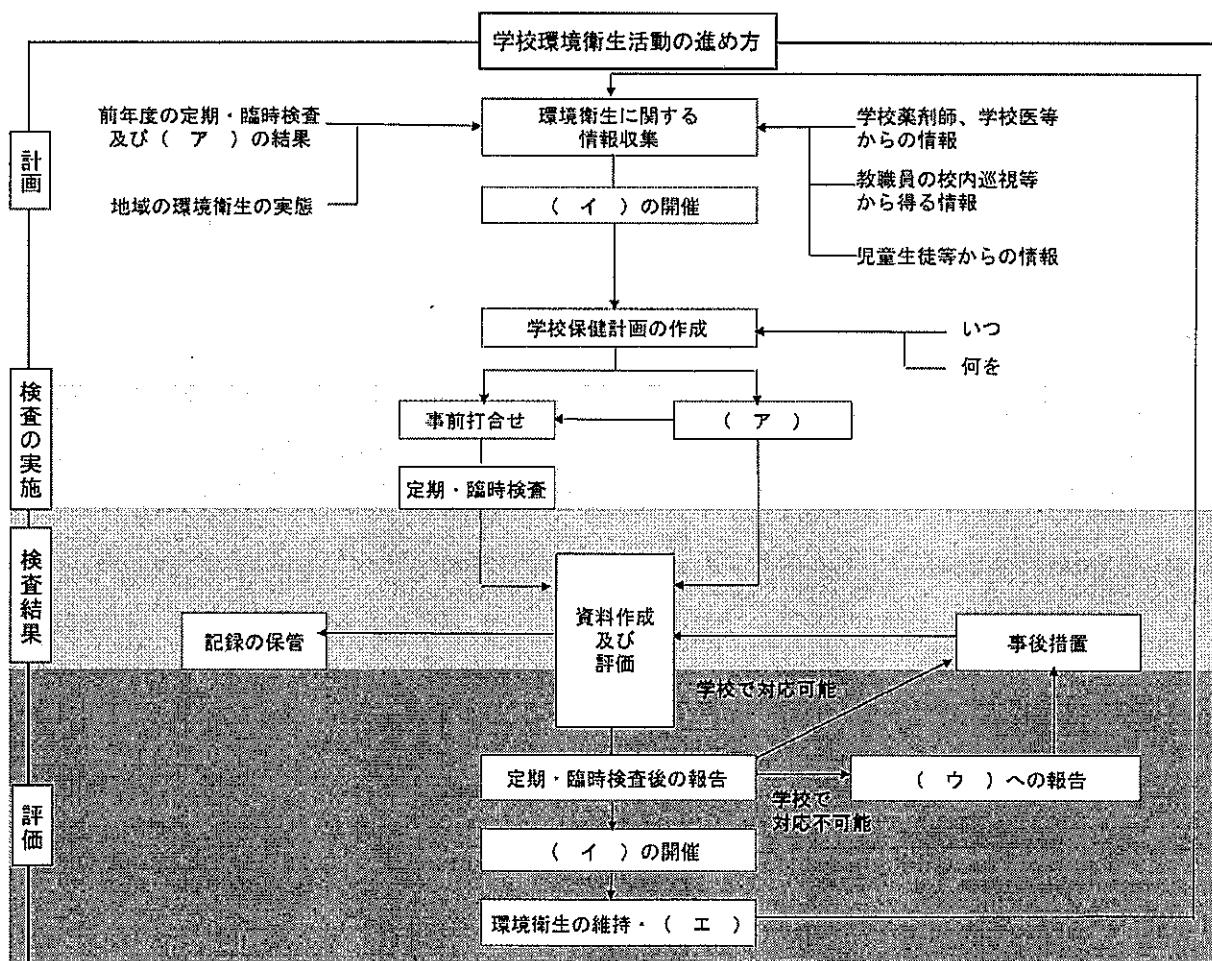 学校環境衛生活動の進め方
計画
前年度の定期・臨時検査
及び（　ア　）の結果
地域の環境衛生の実態
環境衛生に関する
情報収集
学校薬剤師、学校医等
からの情報
教職員の校内巡視等
から得る情報
児童生徒等からの情報
（　イ　）の開催
学校保健計画の作成
いつ
何を
検査の実施
事前打合せ
（　ア　）
定期・臨時検査
検査結果
資料作成
及び
評価
記録の保管
事後措置
学校で対応可能
評価
定期・臨時検査後の報告
（　ウ　）への報告
学校で
対応不可能
（　イ　）の開催
環境衛生の維持・（　エ　）